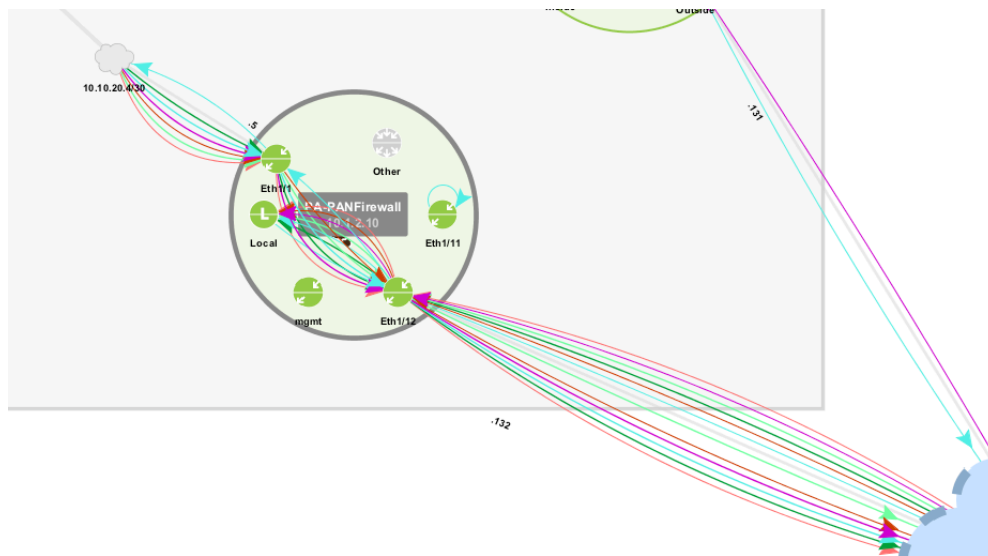 Outside
10.10.20.4/30
.131
.5
Other
Eth1/1
PA-PANFirewall
L
Local
Eth1/11
mgmt
Eth1/12
.132